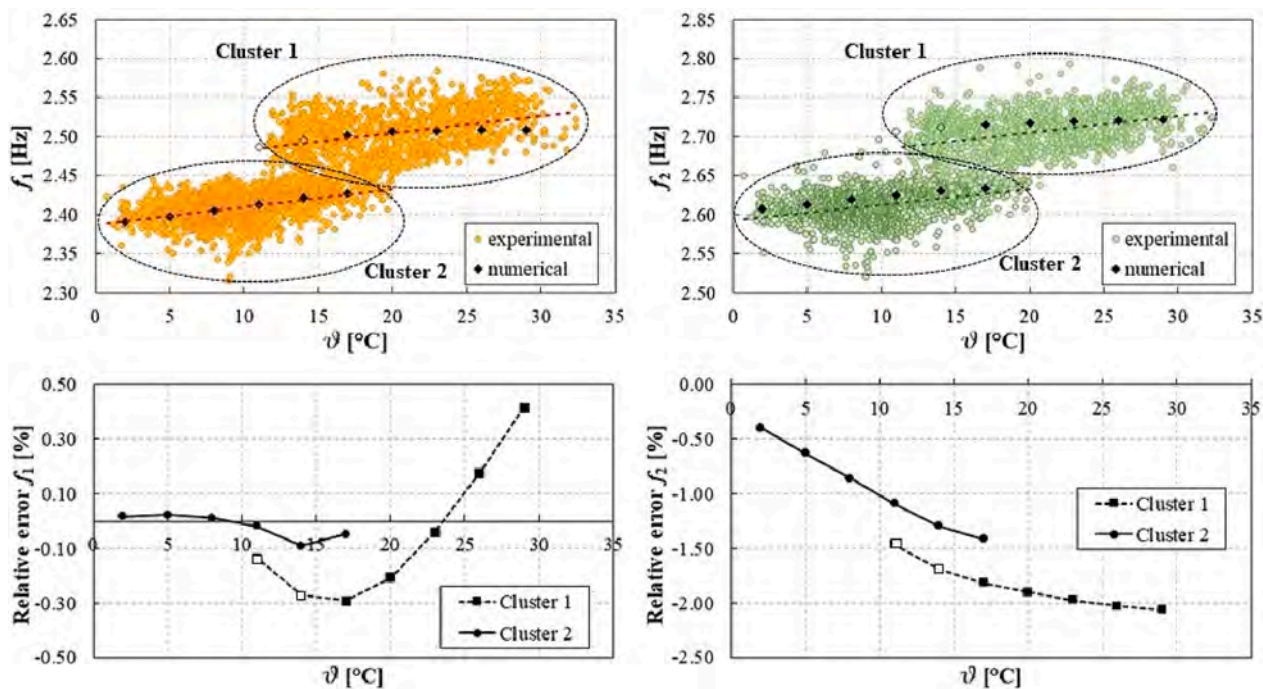 2.65
2.60
2.55
2.50
2.45
2.40
2.35
2.30
f1 [Hz]
Cluster 1
Cluster 2
experimental
numerical
0 5 10 15 20 25 30 35
ϑ [°C]
2.85
2.80
2.75
2.70
2.65
2.60
2.55
2.50
f2 [Hz]
Cluster 1
Cluster 2
experimental
numerical
0 5 10 15 20 25 30 35
ϑ [°C]
0.50
0.30
0.10
-0.10
-0.30
-0.50
Relative error f1 [%]
0 5 10 15 20 25 30 35
Cluster 1
Cluster 2
ϑ [°C]
0.00
-0.50
-1.00
-1.50
-2.00
-2.50
Relative error f2 [%]
0 5 10 15 20 25 30 35
Cluster 1
Cluster 2
ϑ [°C]